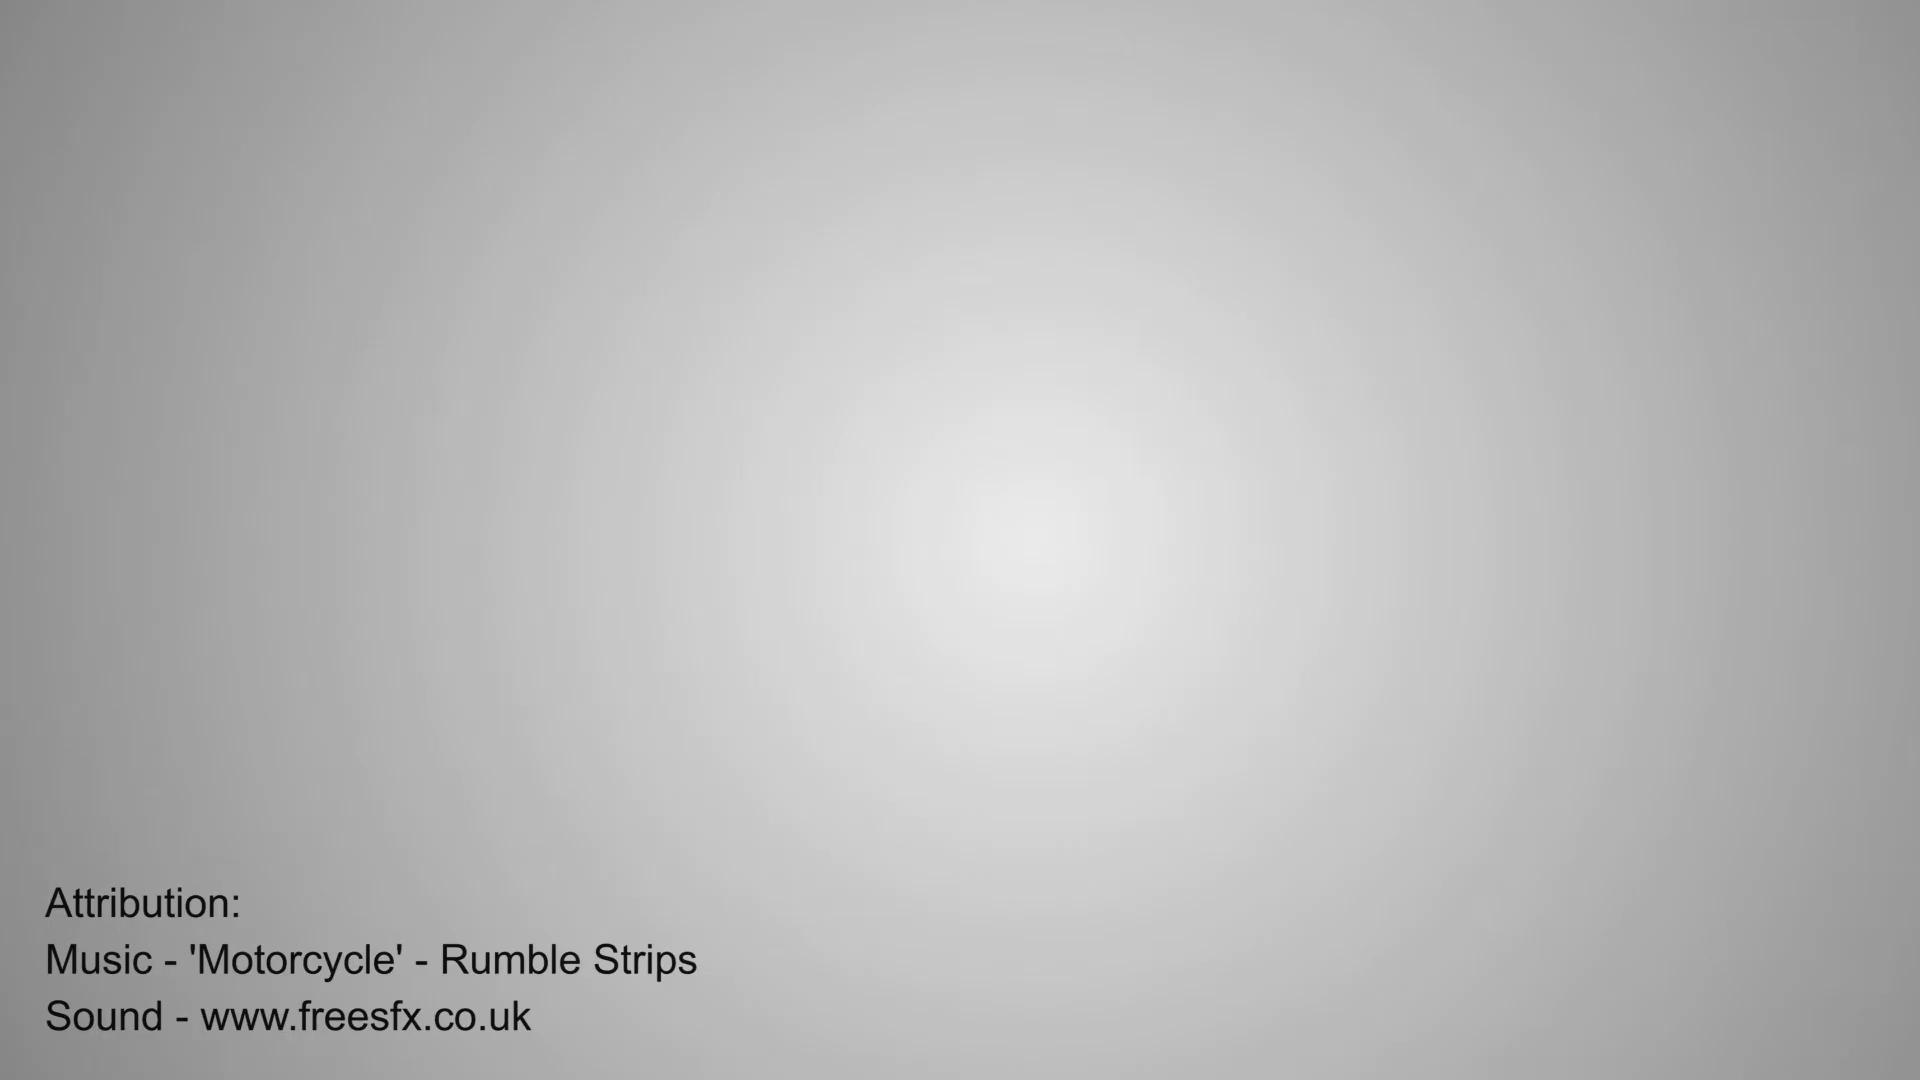 Attribution:
Music - 'Motorcycle' - Rumble Strips
Sound - www.freesfx.co.uk